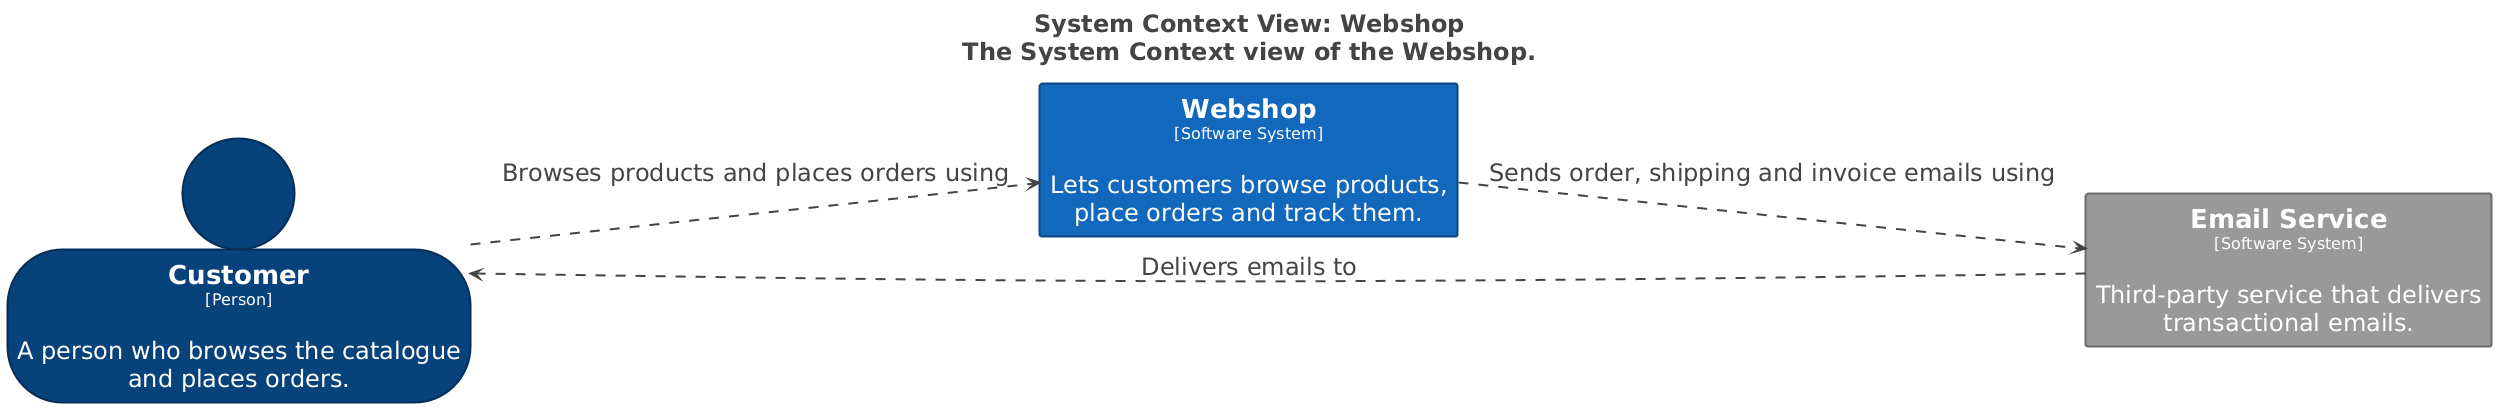 System Context View: Webshop
The System Context view of the Webshop.
Webshop
[Software System]
Lets customers browse products,
place orders and track them.
Browses products and places orders using
Sends order, shipping and invoice emails using
Email Service
[Software System]
Third-party service that delivers
transactional emails.
Delivers emails to
Customer
[Person]
A person who browses the catalogue
and places orders.